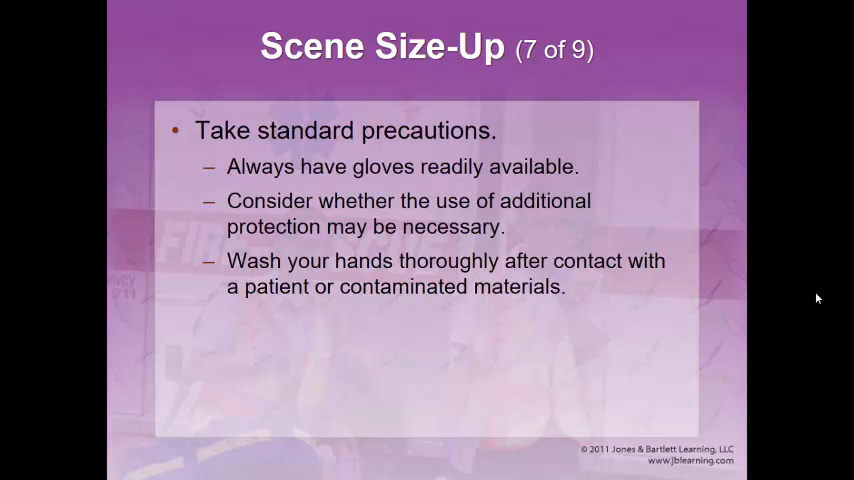 Scene Size-Up (7 of 9)
• Take standard precautions.
– Always have gloves readily available.
– Consider whether the use of additional
protection may be necessary.
– Wash your hands thoroughly after contact with
a patient or contaminated materials.
© 2011 Jones & Bartlett Learning, LLC
www.jblearning.com